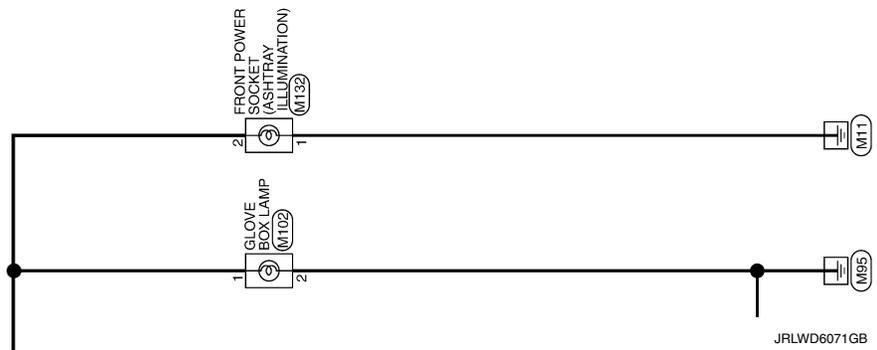 FRONT POWER
SOCKET
(ASHTRAY
ILLUMINATION)
M132
2
1
M11
GLOVE
BOX LAMP
M102
1
2
M95
JRLWD6071GB